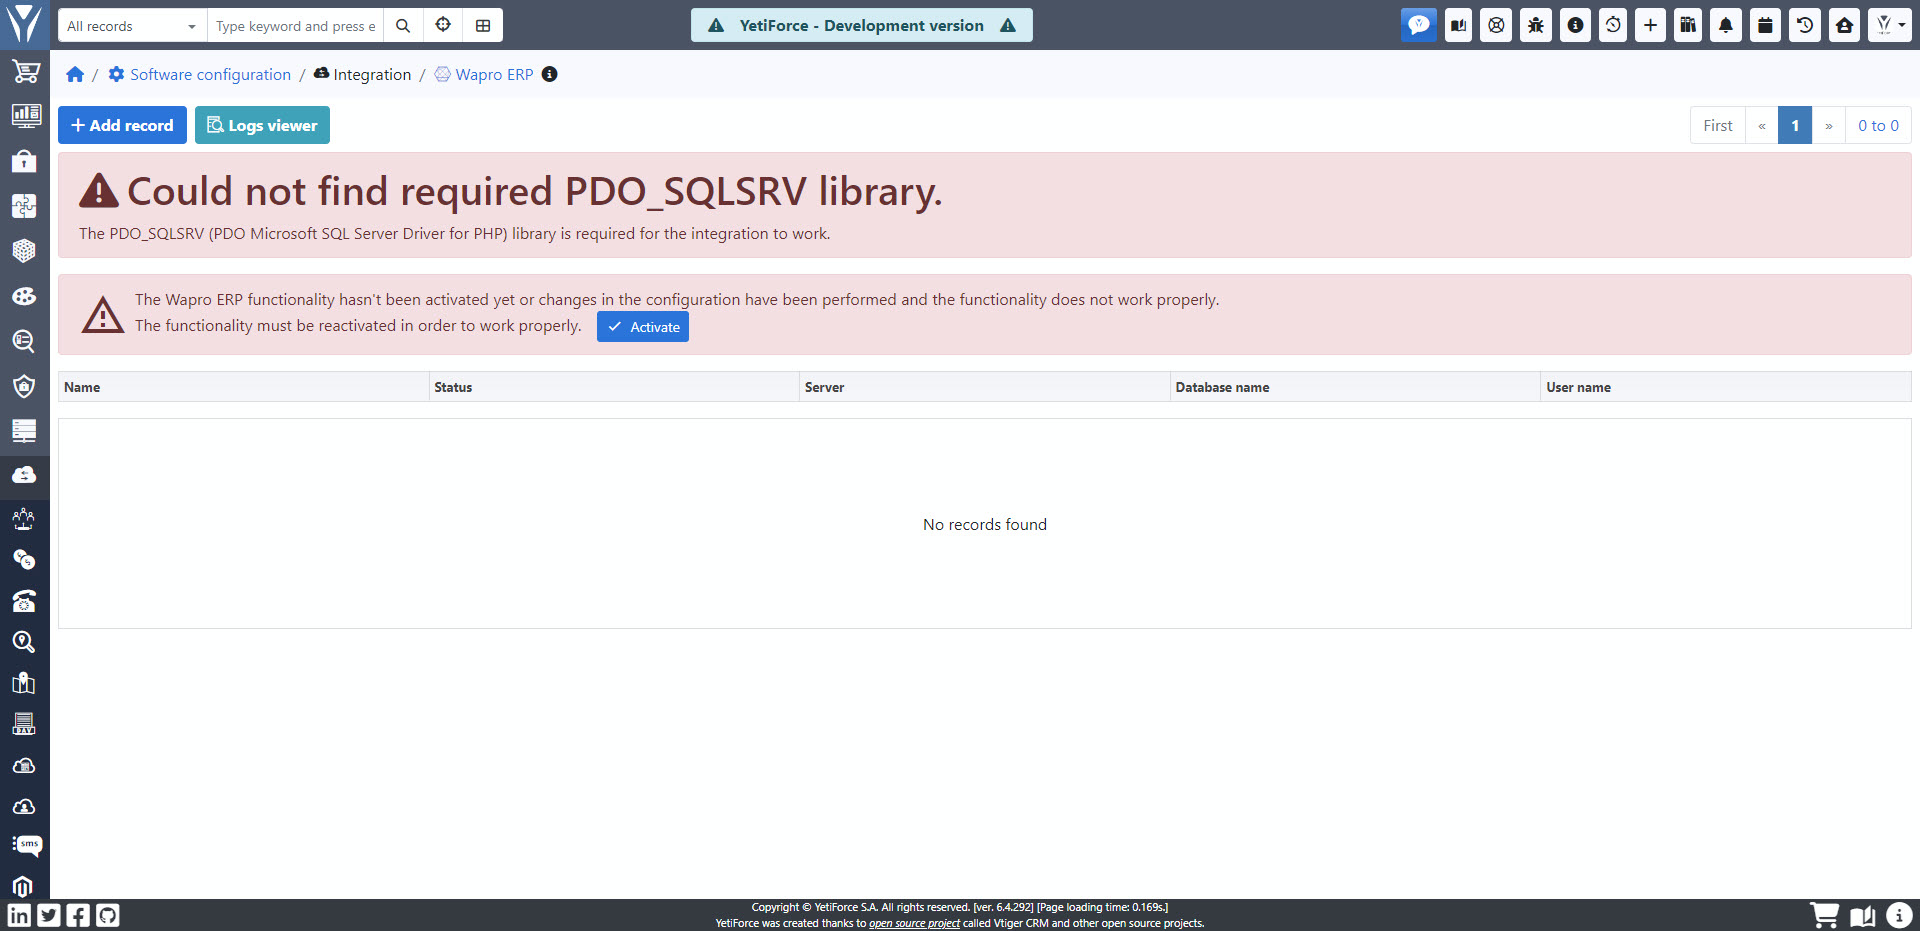 All records
Type keyword and press e
YetiForce - Development version
/ Software configuration / Integration / Wapro ERP
+ Add record
Logs viewer
First « 1 » 0 to 0
Could not find required PDO_SQLSRV library.
The PDO_SQLSRV (PDO Microsoft SQL Server Driver for PHP) library is required for the integration to work.
The Wapro ERP functionality hasn't been activated yet or changes in the configuration have been performed and the functionality does not work properly.
The functionality must be reactivated in order to work properly. Activate
Name Status Server Database name User name
No records found
DAV
sms
Copyright © YetiForce S.A. All rights reserved. [ver. 6.4.292] [Page loading time: 0.169s.]
YetiForce was created thanks to open source project called Vtiger CRM and other open source projects.